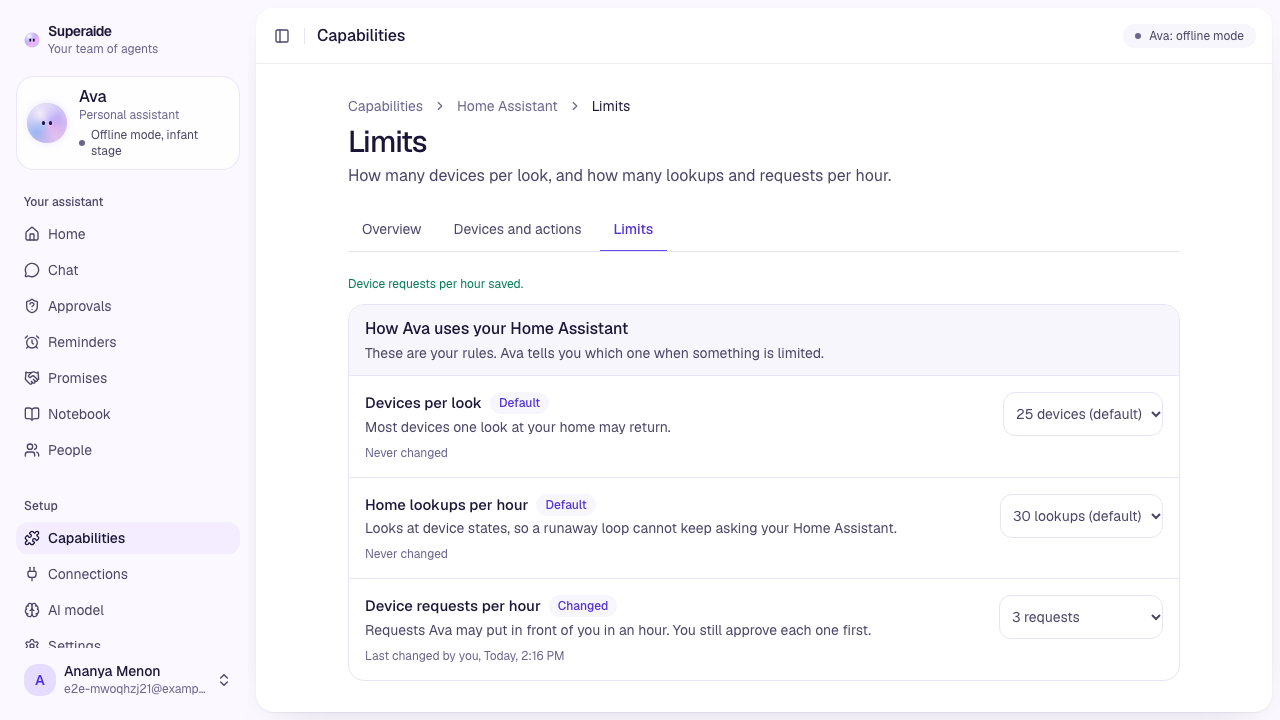 Superaide
Your team of agents
Ava
Personal assistant
Offline mode, infant
stage
Your assistant
Home
Chat
Approvals
Reminders
Promises
Notebook
People
Setup
Capabilities
Connections
AI model
Settings
A
Ananya Menon
e2e-mwoqhzj21@examp...
Capabilities
Ava: offline mode
Capabilities > Home Assistant > Limits
Limits
How many devices per look, and how many lookups and requests per hour.
Overview Devices and actions Limits
Device requests per hour saved.
How Ava uses your Home Assistant
These are your rules. Ava tells you which one when something is limited.
Devices per look Default
25 devices (default)
Most devices one look at your home may return.
Never changed
Home lookups per hour Default
30 lookups (default)
Looks at device states, so a runaway loop cannot keep asking your Home Assistant.
Never changed
Device requests per hour Changed
3 requests
Requests Ava may put in front of you in an hour. You still approve each one first.
Last changed by you, Today, 2:16 PM